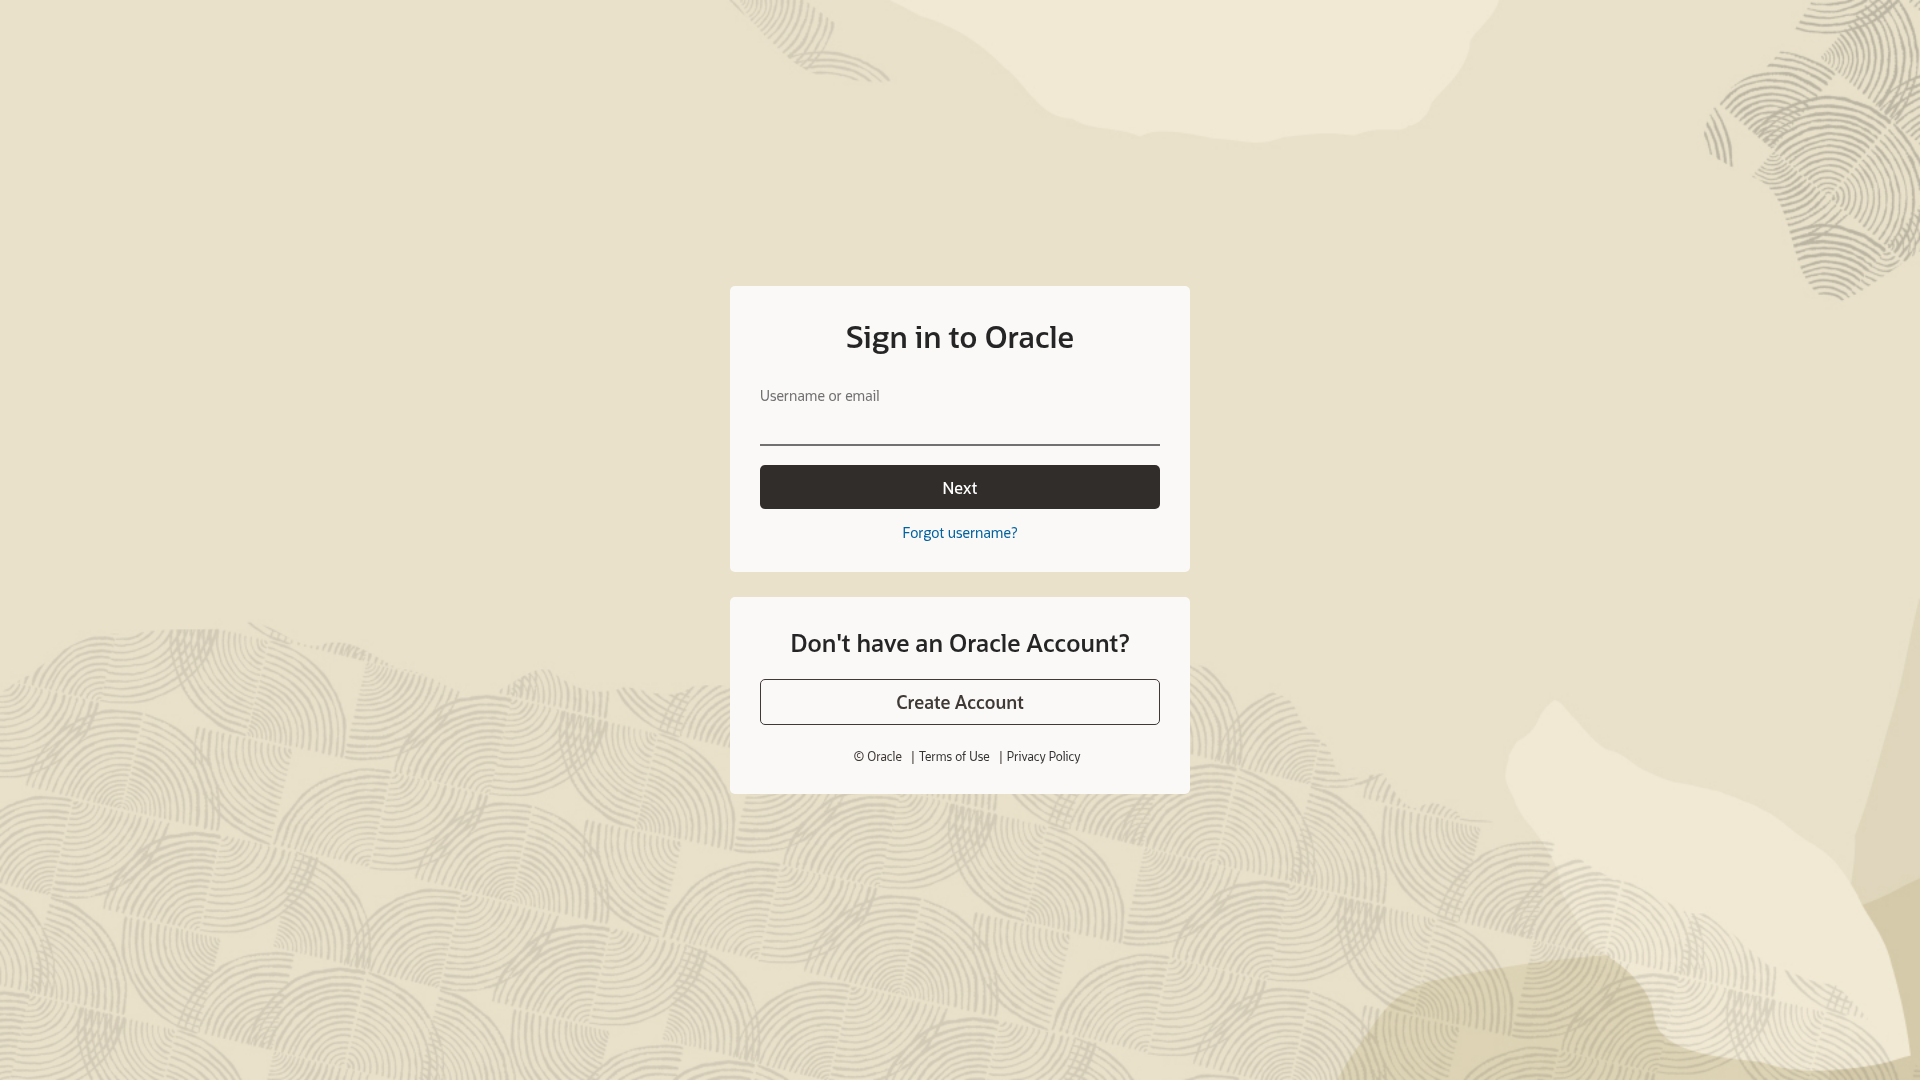 Sign in to Oracle
Username or email
Next
Forgot username?
Don't have an Oracle Account?
Create Account
© Oracle | Terms of Use | Privacy Policy